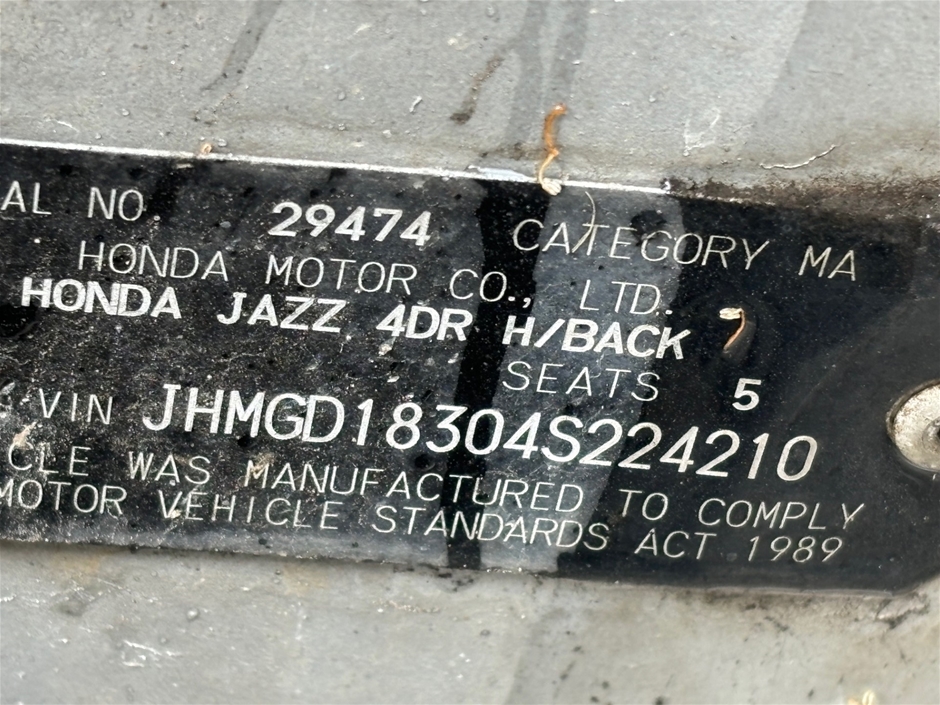 AL NO. 29474 CATEGORY MA
HONDA MOTOR CO., LTD.
HONDA JAZZ 4DR H/BACK
SEATS 5
VIN JHMGD18304S224210
CLE WAS MANUFACTURED TO COMPLY
MOTOR VEHICLE STANDARDS ACT 1989